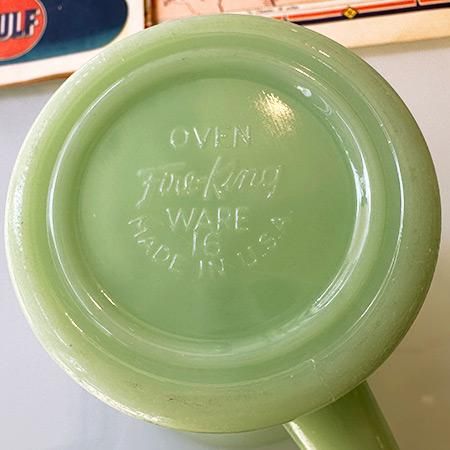 ULF
OVEN
Fire-King
WARE
16
MADE IN U.S.A.